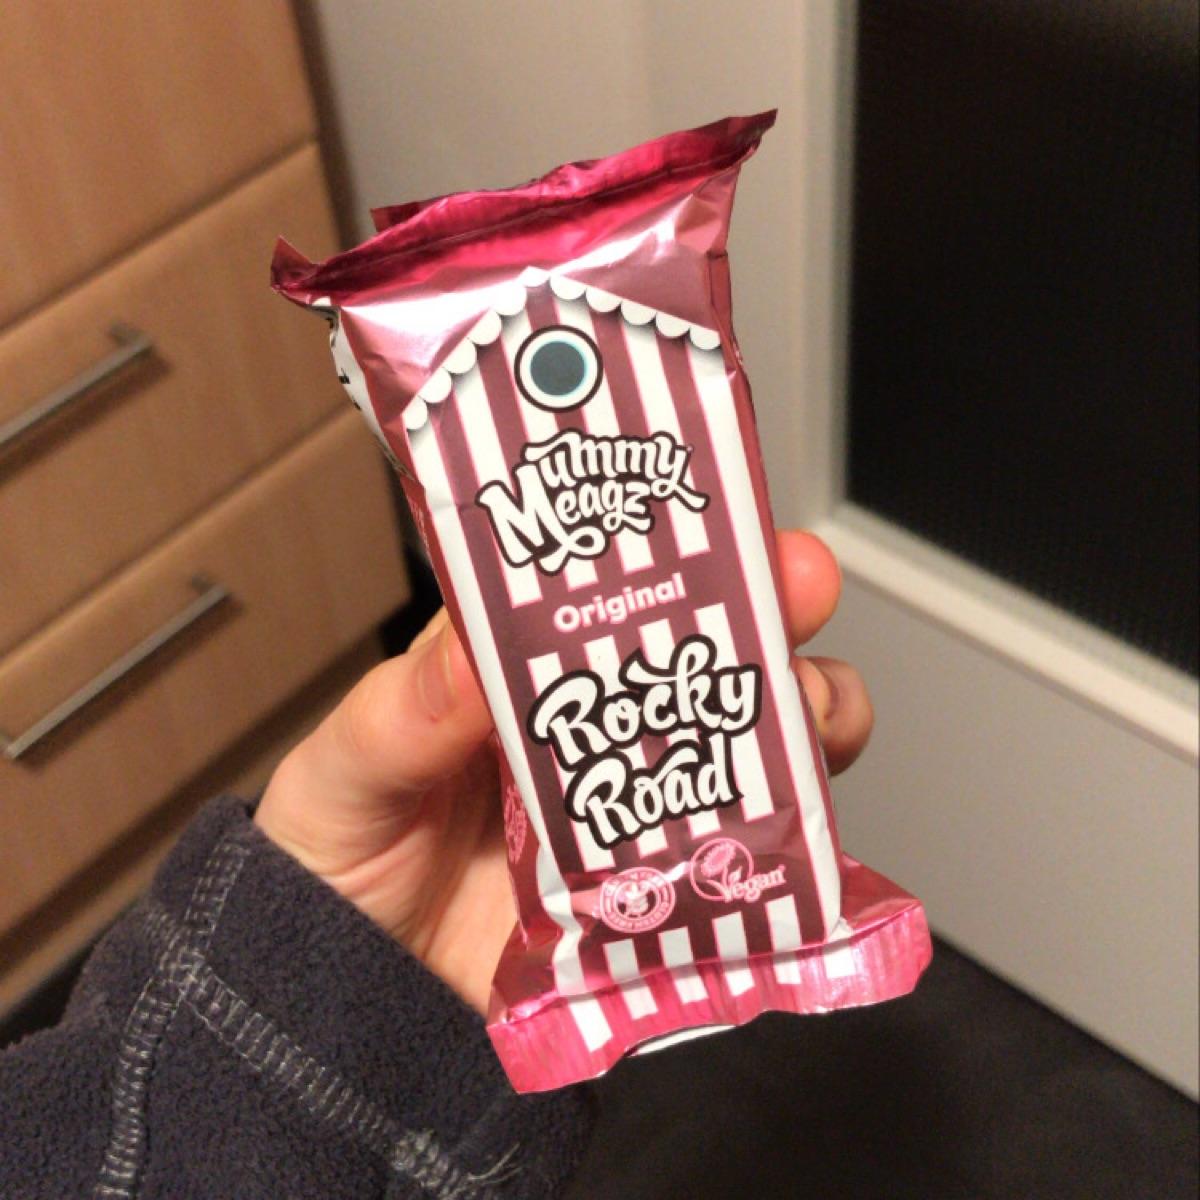 Mummy
Meagz
Original
Rocky
Road
Vegan